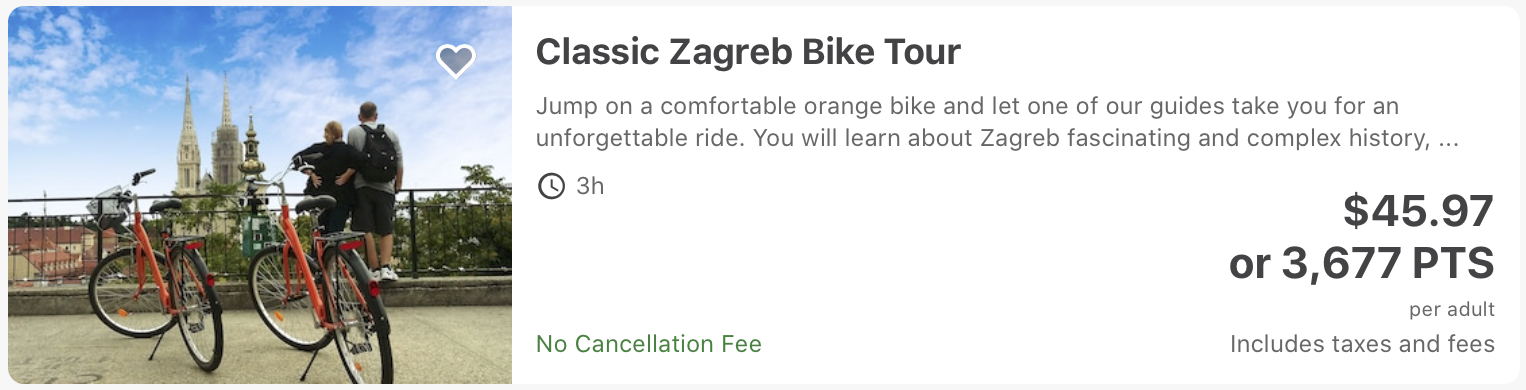 Classic Zagreb Bike Tour
Jump on a comfortable orange bike and let one of our guides take you for an
unforgettable ride. You will learn about Zagreb fascinating and complex history, ...
3h
$45.97
or 3,677 PTS
per adult
No Cancellation Fee
Includes taxes and fees